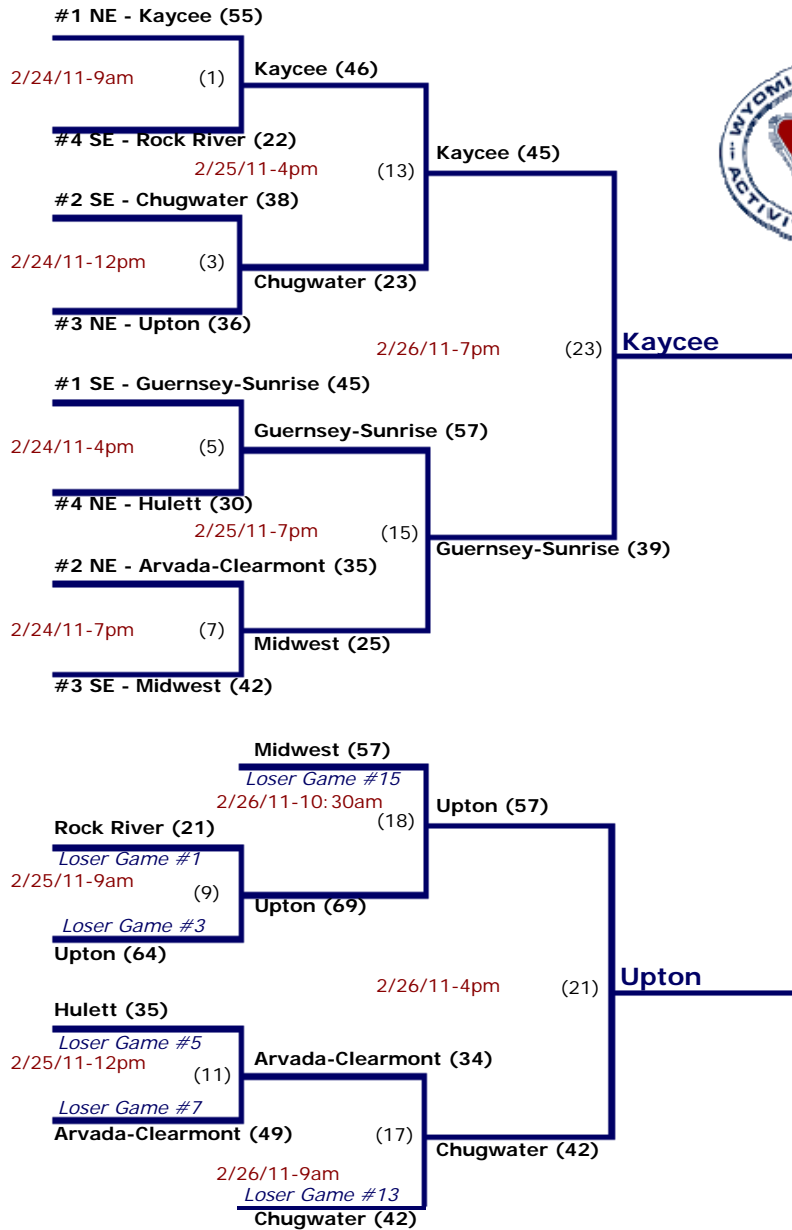 #1 NE - Kaycee (55)
2/24/11-9am
(1)
Kaycee (46)
#4 SE - Rock River (22)
2/25/11-4pm
(13)
Kaycee (45)
#2 SE - Chugwater (38)
2/24/11-12pm
(3)
Chugwater (23)
#3 NE - Upton (36)
2/26/11-7pm
(23)
Kaycee
#1 SE - Guernsey-Sunrise (45)
2/24/11-4pm
(5)
Guernsey-Sunrise (57)
#4 NE - Hulett (30)
2/25/11-7pm
(15)
Guernsey-Sunrise (39)
#2 NE - Arvada-Clearmont (35)
2/24/11-7pm
(7)
Midwest (25)
#3 SE - Midwest (42)
Midwest (57)
Loser Game #15
2/26/11-10:30am
(18)
Upton (57)
Rock River (21)
Loser Game #1
2/25/11-9am
(9)
Upton (69)
Loser Game #3
Upton (64)
2/26/11-4pm
(21)
Upton
Hulett (35)
Loser Game #5
2/25/11-12pm
(11)
Arvada-Clearmont (34)
Loser Game #7
Arvada-Clearmont (49)
(17)
Chugwater (42)
2/26/11-9am
Loser Game #13
Chugwater (42)